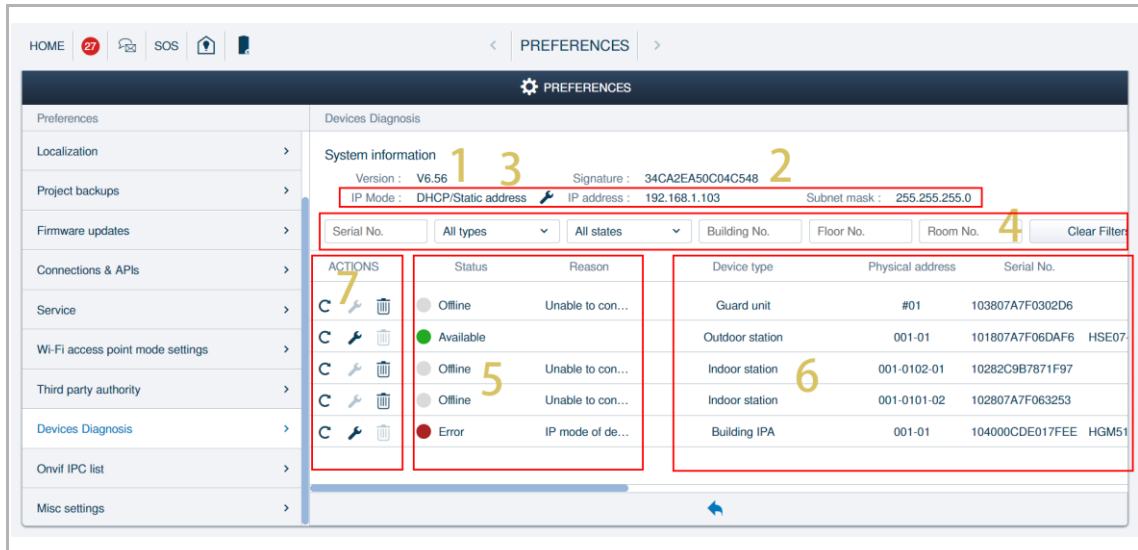 HOME 27 SOS < PREFERENCES >
PREFERENCES
Preferences
Localization >
Project backups >
Firmware updates >
Connections & APIs >
Service >
Wi-Fi access point mode settings >
Third party authority >
Devices Diagnosis >
Onvif IPC list >
Misc settings >
Devices Diagnosis
System information
1 3 2
Version : V6.56 Signature : 34CA2EA50C04C548
IP Mode : DHCP/Static address IP address : 192.168.1.103 Subnet mask : 255.255.255.0
Serial No. All types All states Building No. Floor No. Room No. 4 Clear Filters
ACTIONS Status Reason Device type Physical address Serial No.
7
Offline Unable to con... Guard unit #01 103807A7F0302D6
Available Outdoor station 001-01 101807A7F06DAF6 HSE07-
Offline Unable to con... Indoor station 001-0102-01 10282C9B7871F97
5 6
Offline Unable to con... Indoor station 001-0101-02 102807A7F063253
Error IP mode of de... Building IPA 001-01 104000CDE017FEE HGM51